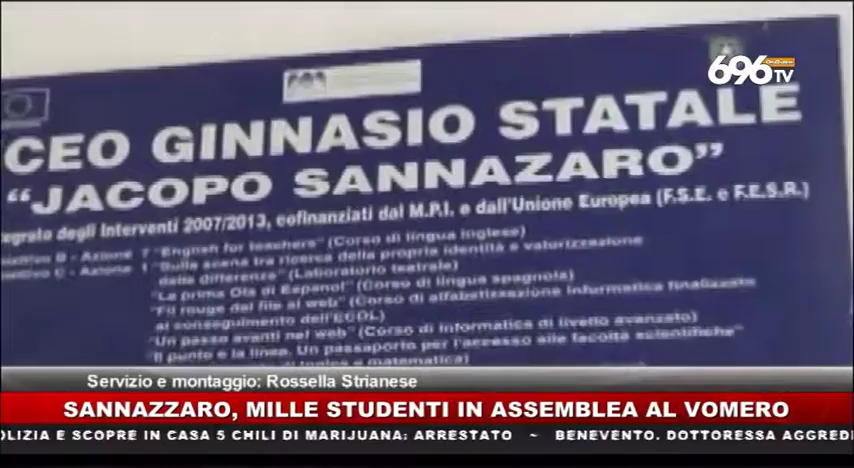 696 TV
CEO GINNASIO STATALE
“JACOPO SANNAZARO”
egrato degli Interventi 2007/2013, cofinanziati dal M.P.I. e dall'Unione Europea (F.S.E. e F.E.S.R.)
Azione 7 "English for teachers" (Corso di lingua inglese)
Azione 1 "Sulla scena tra ricerca della propria identità e valorizzazione
delle differenze" (Laboratorio teatrale)
"La prima Ola di Espanol" (Corso di lingua spagnola)
"Fil rouge dal file al web" (Corso di alfabetizzazione informatica finalizzato
al conseguimento dell'ECDL)
"Un passo avanti nel web" (Corso di informatica di livello avanzato)
"Il punto e la linea. Un passaporto per l'accesso alle facoltà scientifiche"
e matematica)
Servizio e montaggio: Rossella Strianese
SANNAZZARO, MILLE STUDENTI IN ASSEMBLEA AL VOMERO
OLIZIA E SCOPRE IN CASA 5 CHILI DI MARIJUANA: ARRESTATO ~ BENEVENTO. DOTTORESSA AGGREDI